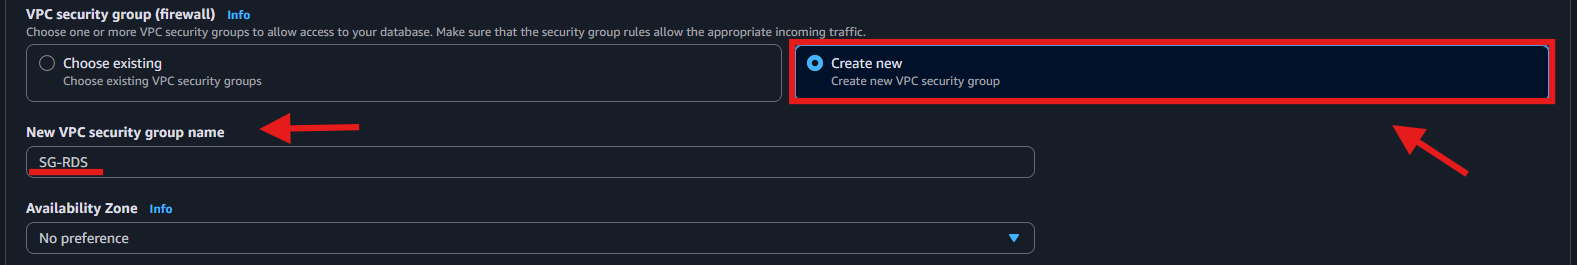 VPC security group (firewall) Info
Choose one or more VPC security groups to allow access to your database. Make sure that the security group rules allow the appropriate incoming traffic.
Choose existing
Choose existing VPC security groups
Create new
Create new VPC security group
New VPC security group name
SG-RDS
Availability Zone Info
No preference